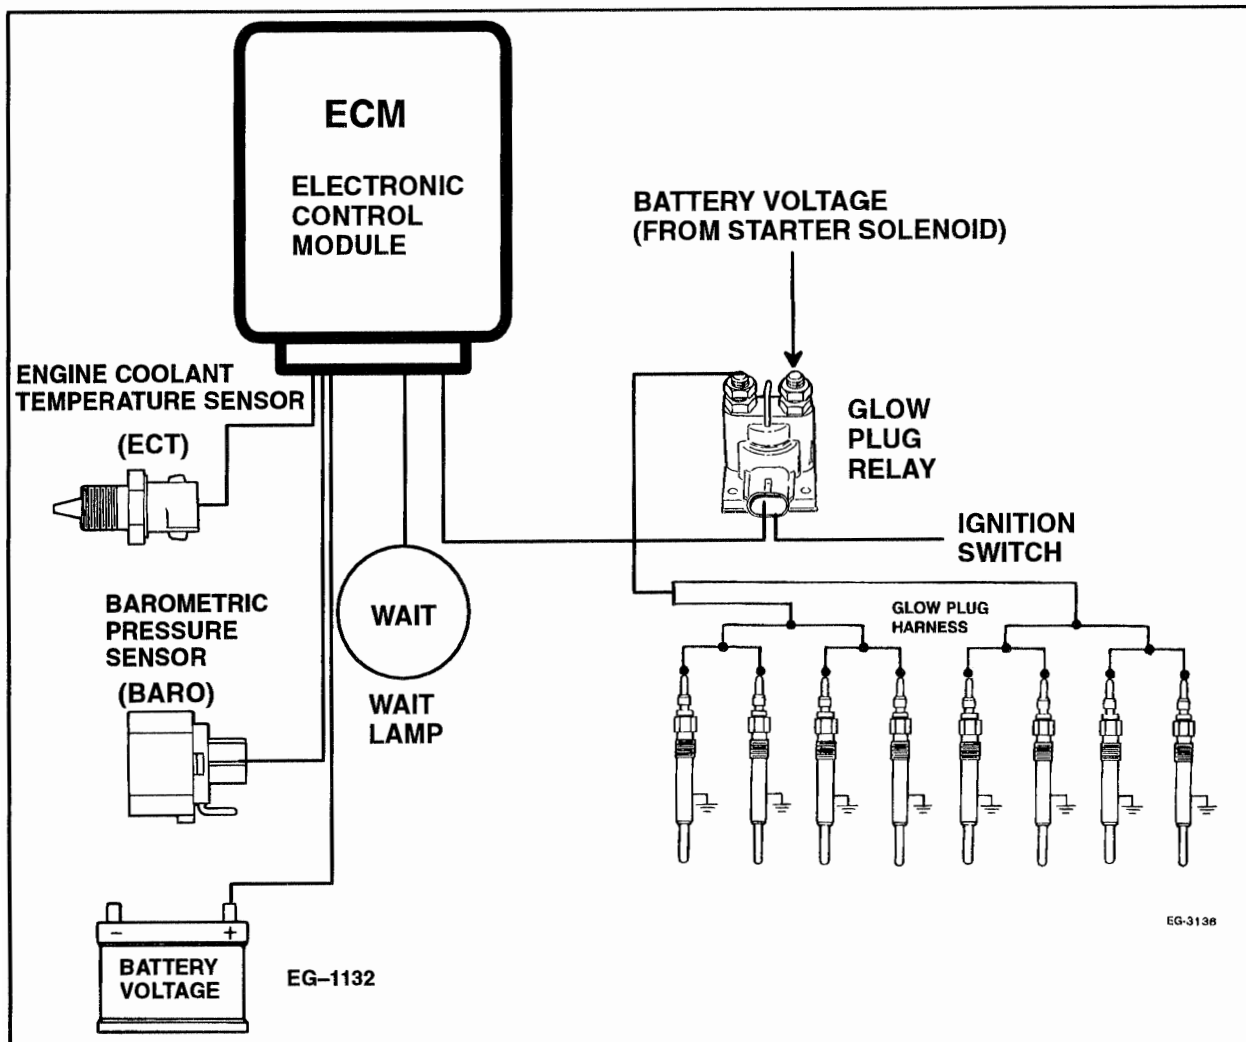 ECM
ELECTRONIC
CONTROL
MODULE
BATTERY VOLTAGE
(FROM STARTER SOLENOID)
ENGINE COOLANT
TEMPERATURE SENSOR
(ECT)
GLOW
PLUG
RELAY
IGNITION
SWITCH
BAROMETRIC
PRESSURE
SENSOR
(BARO)
WAIT
WAIT
LAMP
GLOW PLUG
HARNESS
- +
BATTERY
VOLTAGE
EG-1132
EG-3136